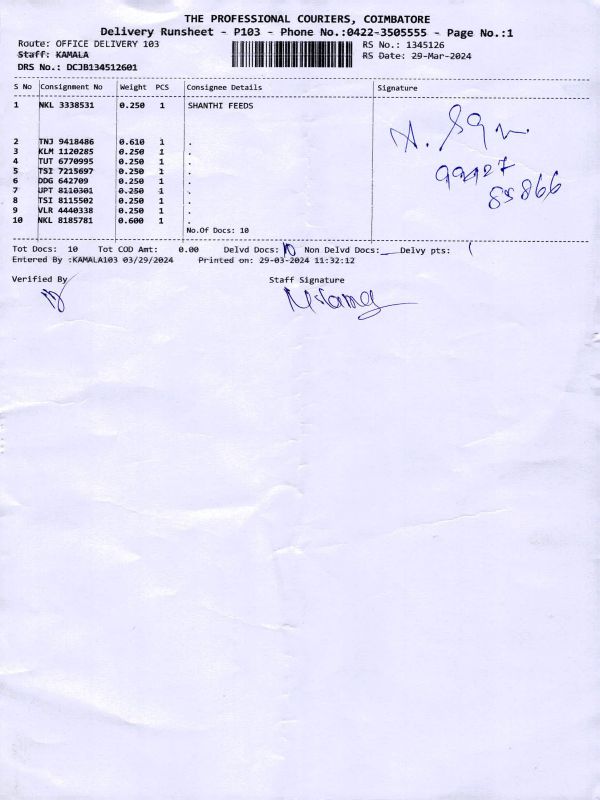 THE PROFESSIONAL COURIERS, COIMBATORE
Delivery Runsheet - P103 - Phone No.:0422-3505555 - Page No.:1
Route: OFFICE DELIVERY 103 RS No.: 1345126
Staff: KAMALA RS Date: 29-Mar-2024
DRS No.: DCJB134512601
S No Consignment No Weight PCS Consignee Details Signature
1 NKL 3338531 0.250 1 SHANTHI FEEDS
2 TNJ 9418486 0.610 1 .
3 KLM 1120285 0.250 1 .
4 TUT 6770995 0.250 1 .
5 TSI 7215697 0.250 1 .
6 DDG 642709 0.250 1 .
7 UPT 8110301 0.250 1 .
8 TSI 8115502 0.250 1 .
9 VLR 4440338 0.250 1 .
10 NKL 8185781 0.600 1 .
99927
85866
No.Of Docs: 10
Tot Docs: 10 Tot COD Amt: 0.00 Delvd Docs: 10 Non Delvd Docs:__ Delvy pts:
Entered By :KAMALA103 03/29/2024 Printed on: 29-03-2024 11:32:12
Verified By Staff Signature